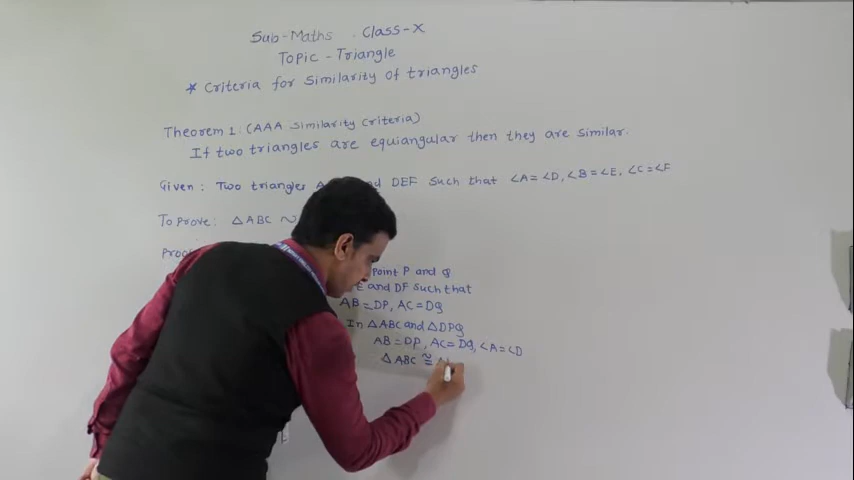 Sub-Maths . Class-X
Topic - Triangle
* Criteria for Similarity of triangles
Theorem 1: (AAA Similarity Criteria)
If two triangles are equiangular then they are similar.
Given: Two triangles and DEF such that ∠A=∠D, ∠B=∠E, ∠C=∠F
To prove: △ABC ~
Point P and Q
and DF such that
AB = DP, AC = DQ
In △ABC and △DPQ
AB = DP, AC = DQ, ∠A=∠D
△ABC ≅